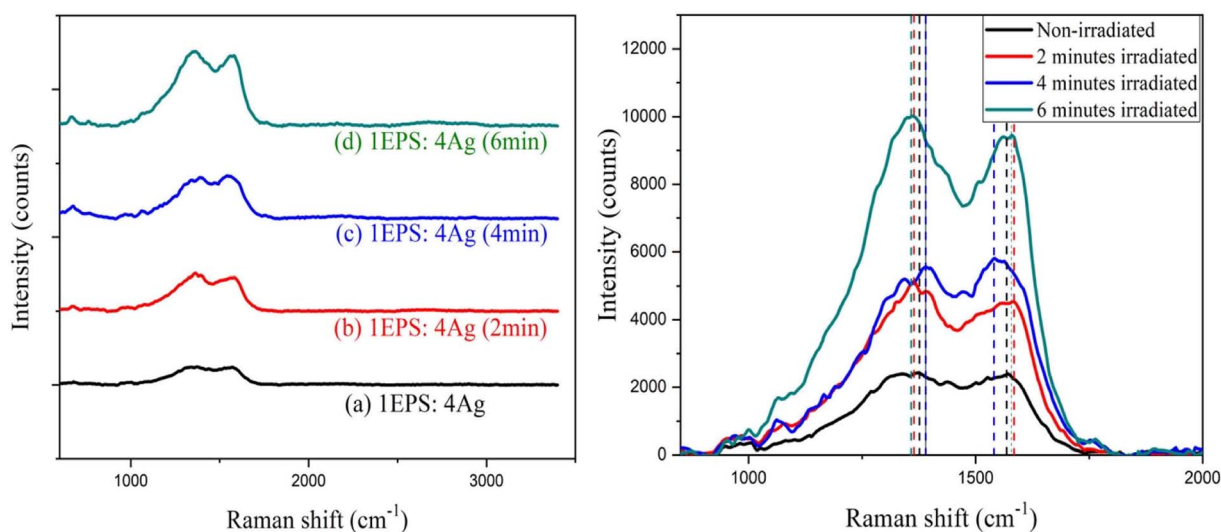 Intensity (counts)
(d) 1EPS: 4Ag (6min)
(c) 1EPS: 4Ag (4min)
(b) 1EPS: 4Ag (2min)
(a) 1EPS: 4Ag
1000 2000 3000
Raman shift (cm⁻¹)
Intensity (counts)
12000
10000
8000
6000
4000
2000
0
Non-irradiated
2 minutes irradiated
4 minutes irradiated
6 minutes irradiated
1000 1500 2000
Raman shift (cm⁻¹)